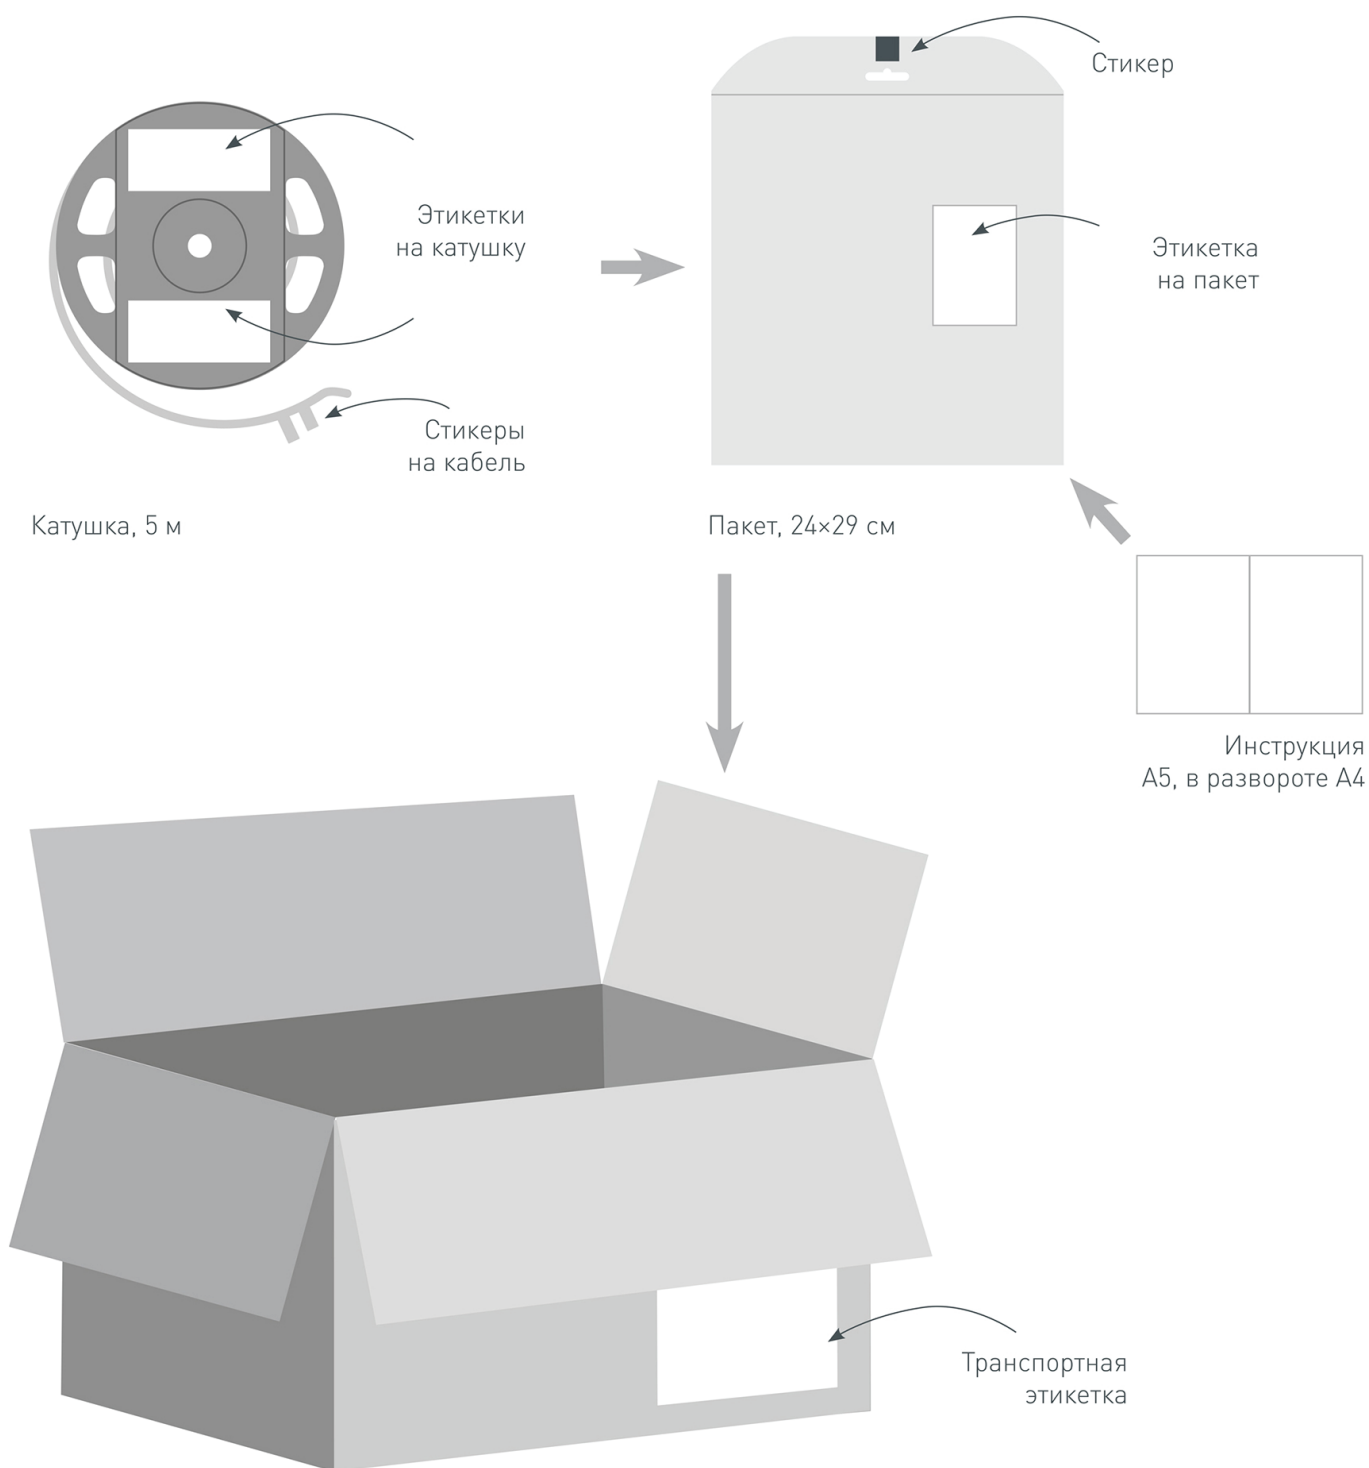 Стикер
Этикетки
на катушку
Этикетка
на пакет
Стикеры
на кабель
Катушка, 5 м
Пакет, 24×29 см
Инструкция
А5, в развороте А4
Транспортная
этикетка